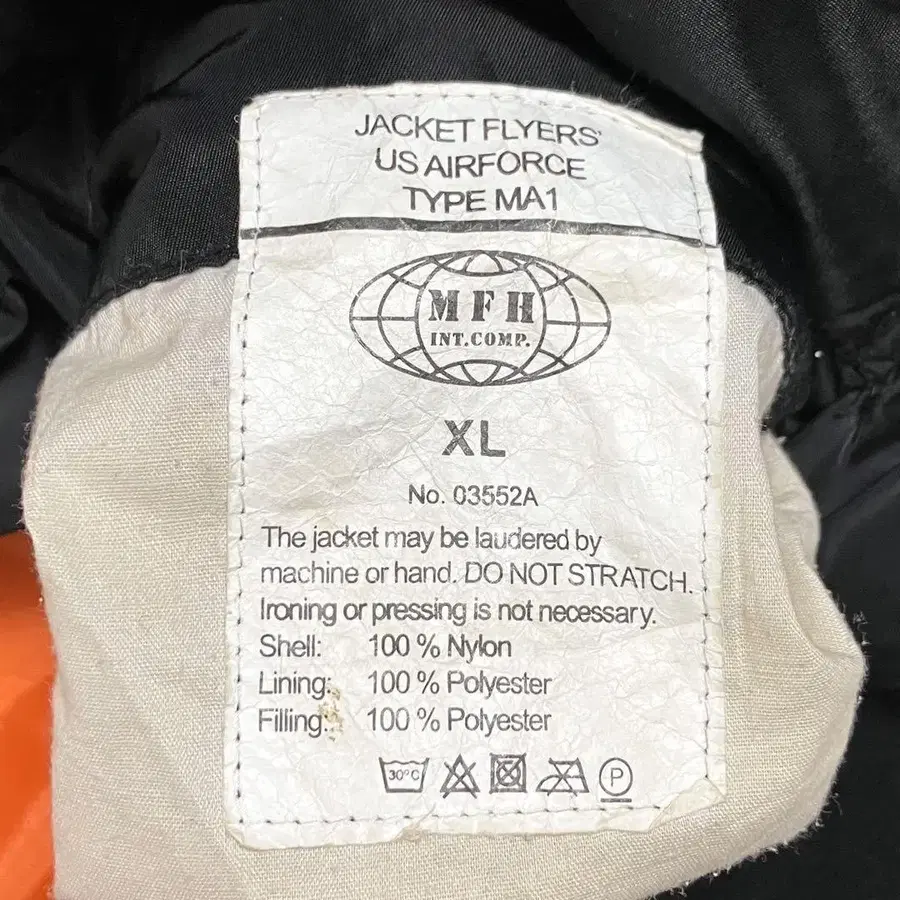 JACKET FLYERS'
US AIRFORCE
TYPE MA1
MFH
INT.COMP.
XL
No. 03552A
The jacket may be laudered by
machine or hand. DO NOT STRATCH.
Ironing or pressing is not necessary.
Shell: 100 % Nylon
Lining: 100 % Polyester
Filling: 100 % Polyester
30°C
P